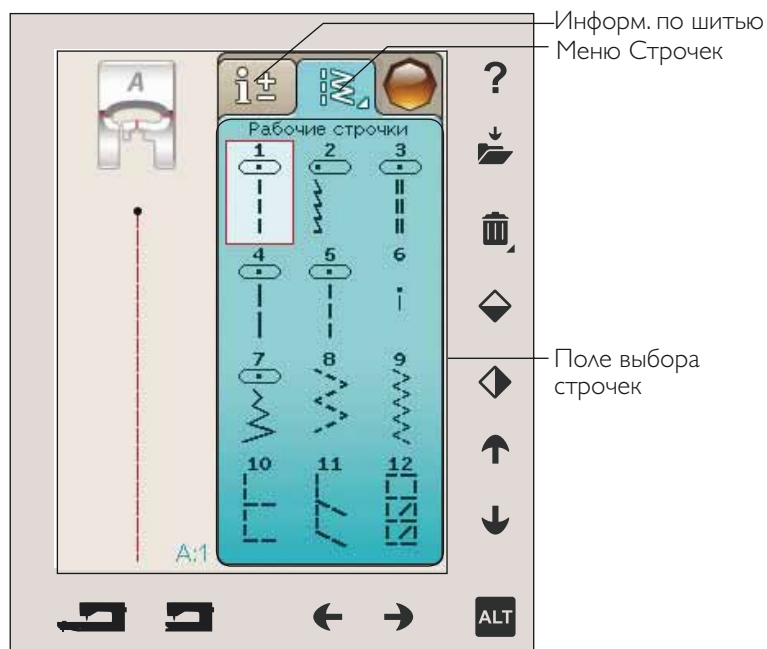 Информ. по шитью
Меню Строчек
A
i±
?
Рабочие строчки
1 2 3
4 5 6
7 8 9
Поле выбора
строчек
10 11 12
A:1
ALT